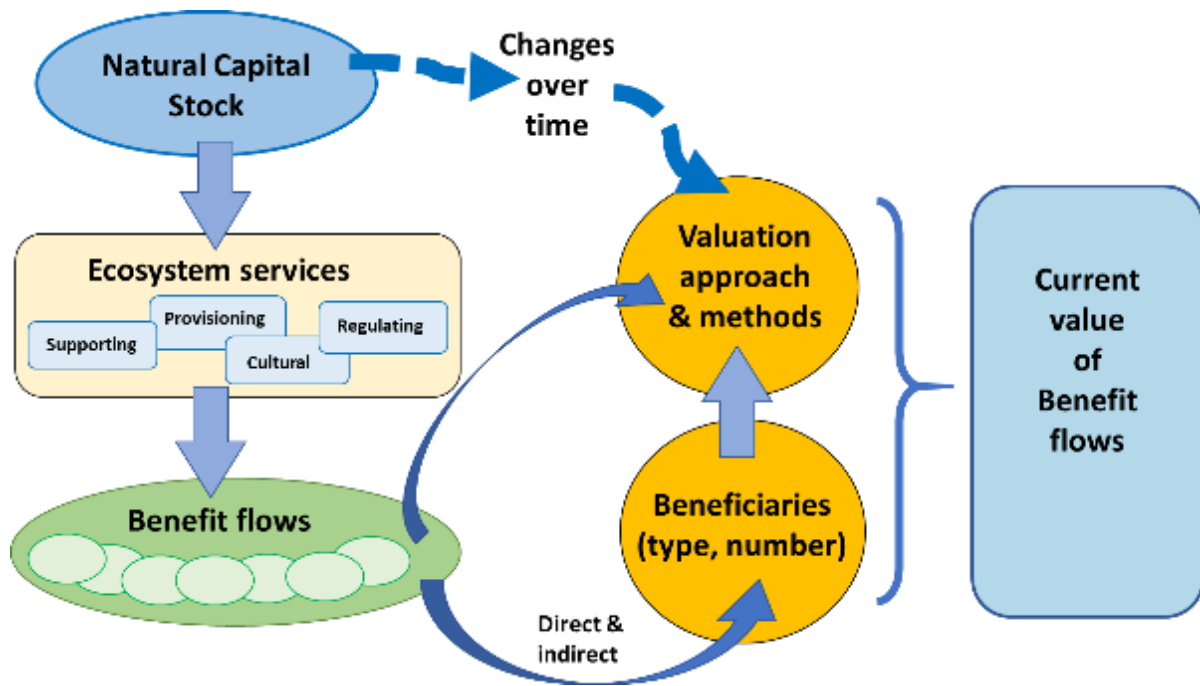 Natural Capital
Stock
Changes
over
time
Ecosystem services
Supporting
Provisioning
Cultural
Regulating
Benefit flows
Valuation
approach
& methods
Beneficiaries
(type, number)
Direct &
indirect
Current
value
of
Benefit
flows